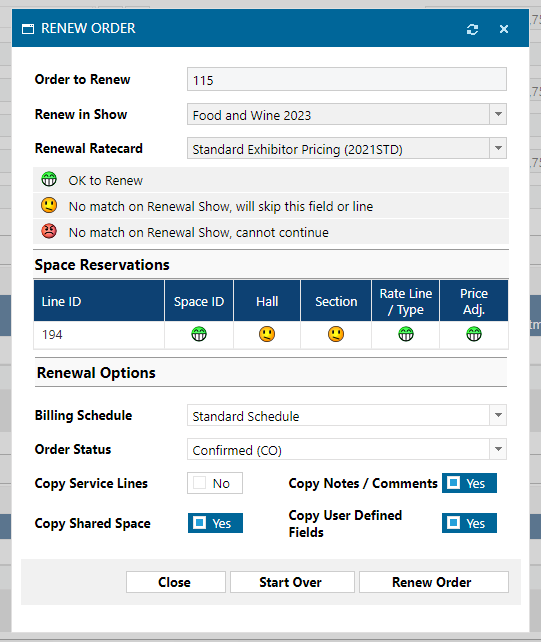 RENEW ORDER
Order to Renew 115
Renew in Show Food and Wine 2023
Renewal Ratecard Standard Exhibitor Pricing (2021STD)
OK to Renew
No match on Renewal Show, will skip this field or line
No match on Renewal Show, cannot continue
Space Reservations
Line ID Space ID Hall Section Rate Line / Type Price Adj.
194
Renewal Options
Billing Schedule Standard Schedule
Order Status Confirmed (CO)
Copy Service Lines No Copy Notes / Comments Yes
Copy Shared Space Yes Copy User Defined Fields Yes
Close Start Over Renew Order